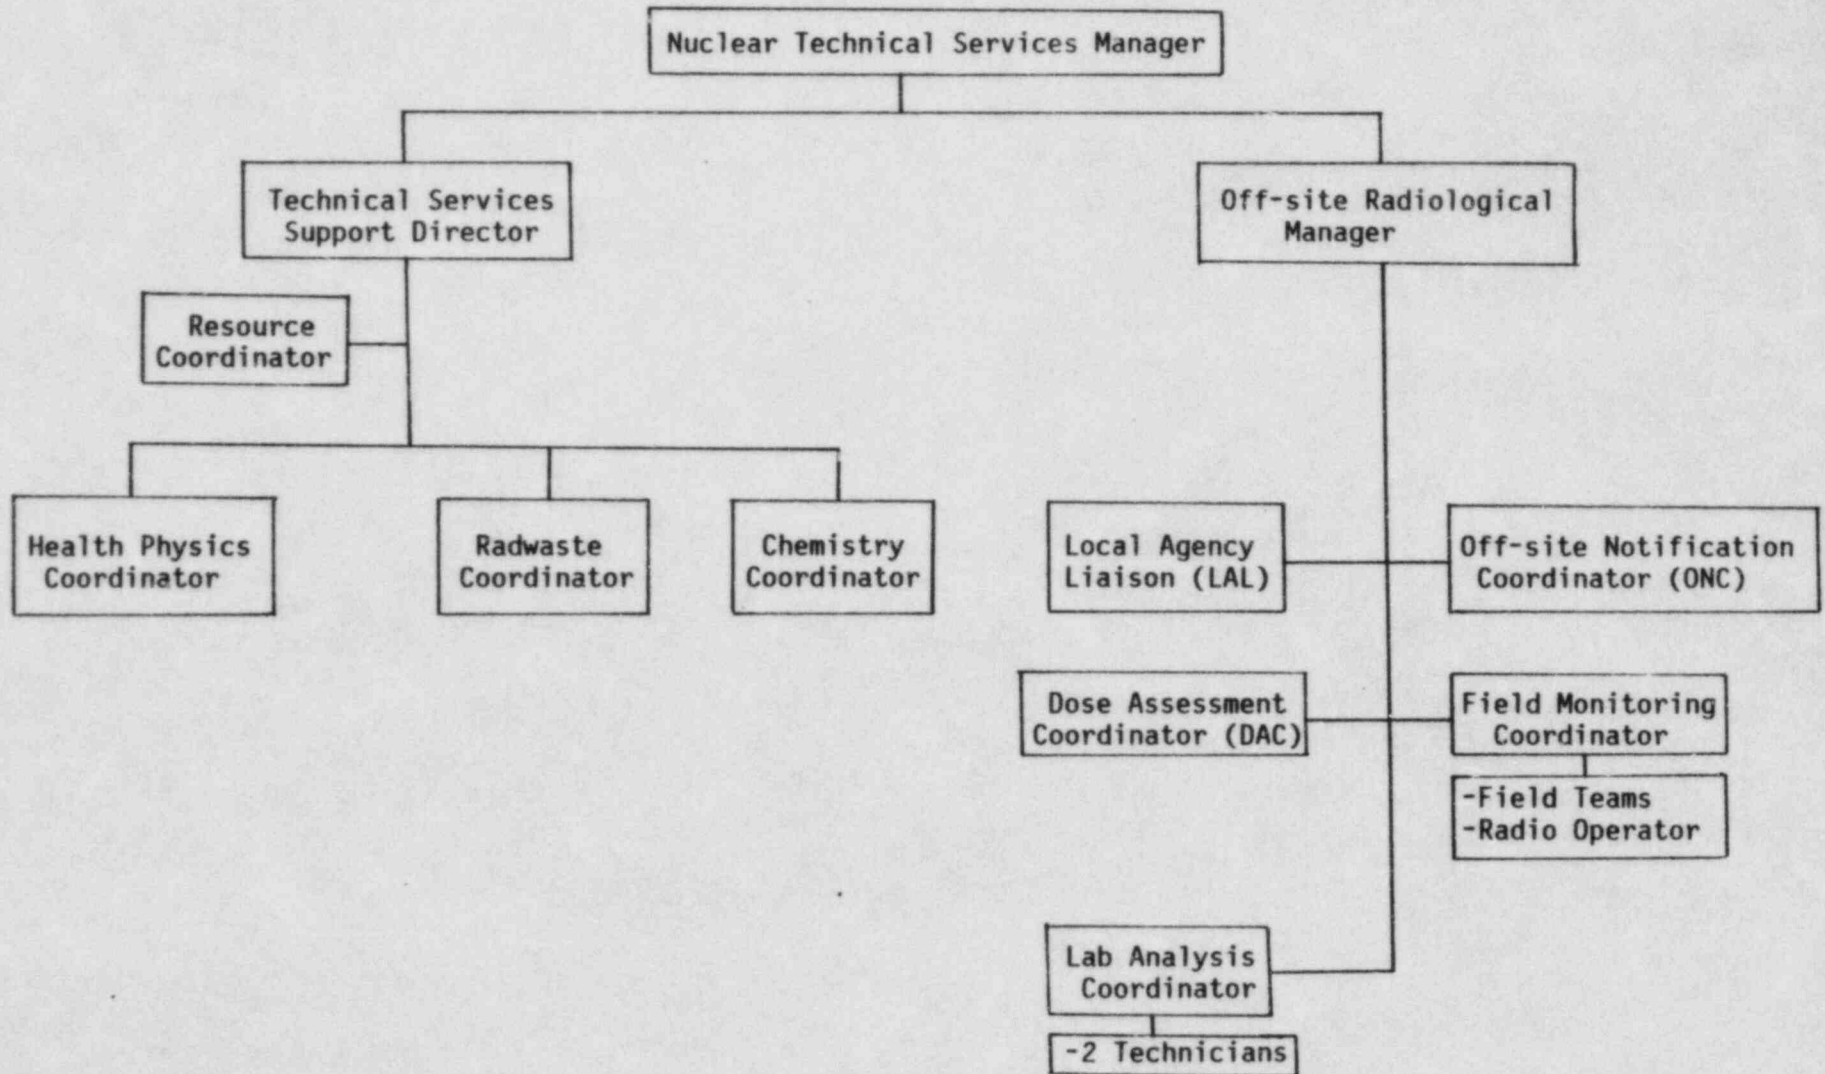 Nuclear Technical Services Manager
Technical Services
Support Director
Off-site Radiological
Manager
Resource
Coordinator
Health Physics
Coordinator
Radwaste
Coordinator
Chemistry
Coordinator
Local Agency
Liaison (LAL)
Off-site Notification
Coordinator (ONC)
Dose Assessment
Coordinator (DAC)
Field Monitoring
Coordinator
-Field Teams
-Radio Operator
Lab Analysis
Coordinator
-2 Technicians